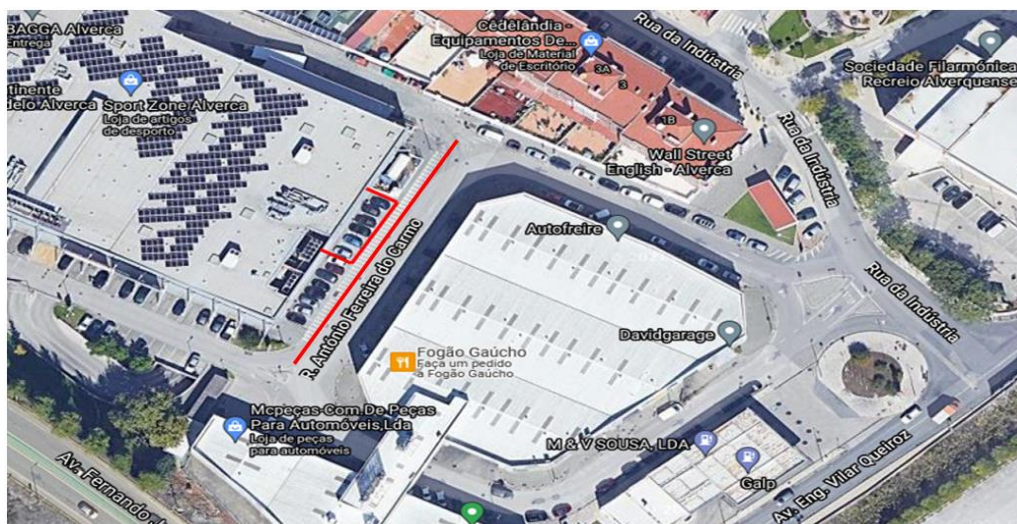 BAGGA Alverca
Entrega
tinente
delo Alverca
Sport Zone Alverca
Loja de artigos
de desporto
Cedelândia -
Equipamentos De...
Loja de Material
de Escritório
3A
3
1B
Rua da Indústria
Sociedade Filarmónica
Recreio Alverquense
Wall Street
English - Alverca
Rua da Indústria
Autofreire
R. António Ferreira do Carmo
Rua da Indústria
Davidgarage
Fogão Gaúcho
Faça um pedido
a Fogão Gaúcho
Mcpeças-Com.De Peças
Para Automóveis,Lda
Loja de peças
para automóveis
M & V SOUSA, LDA
Galp
Av. Eng. Vilar Queiroz
Av. Fernando